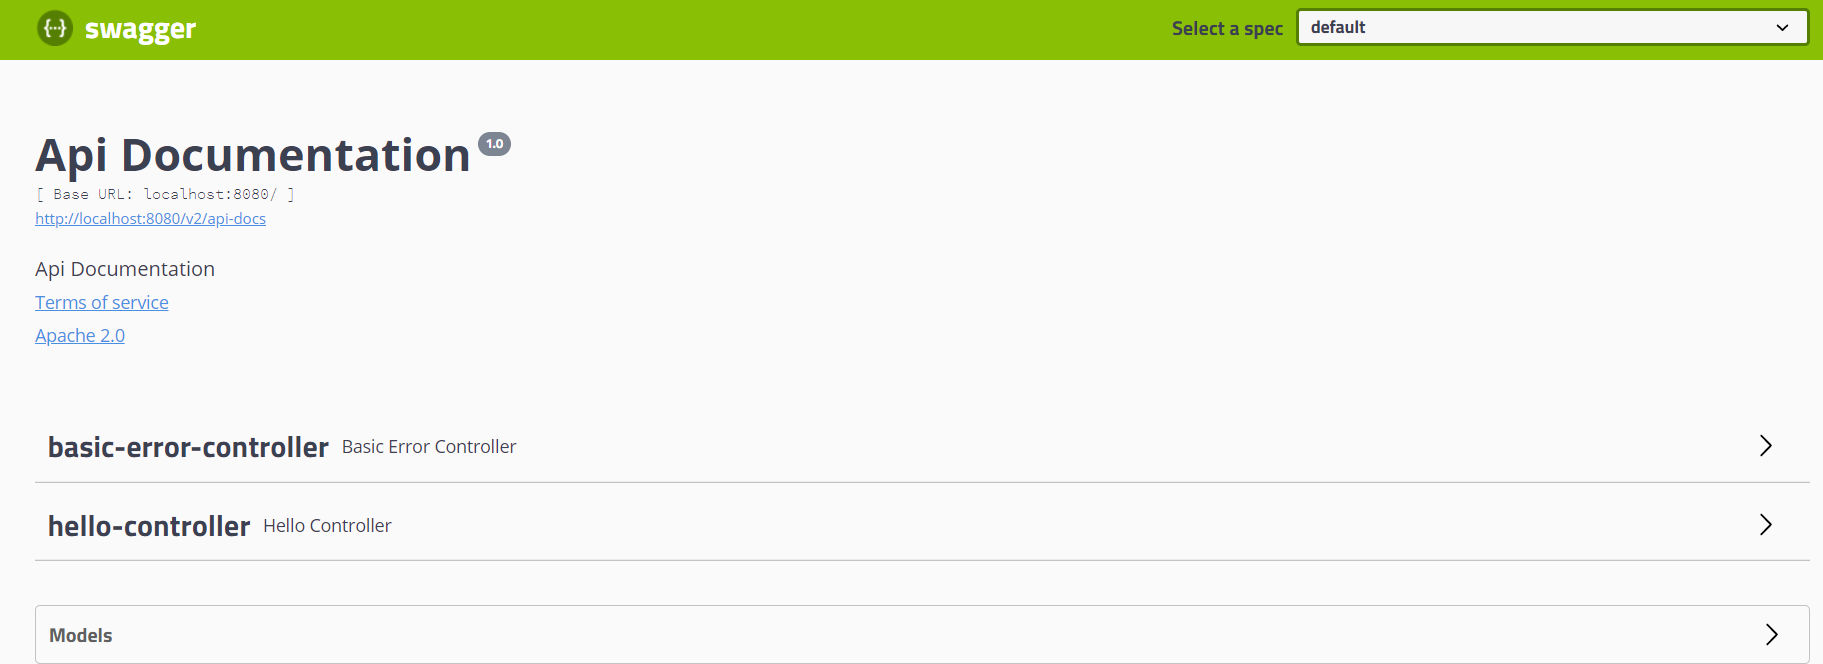 {···} swagger
Select a spec default
Api Documentation 1.0
[ Base URL: localhost:8080/ ]
http://localhost:8080/v2/api-docs
Api Documentation
Terms of service
Apache 2.0
basic-error-controller Basic Error Controller
hello-controller Hello Controller
Models